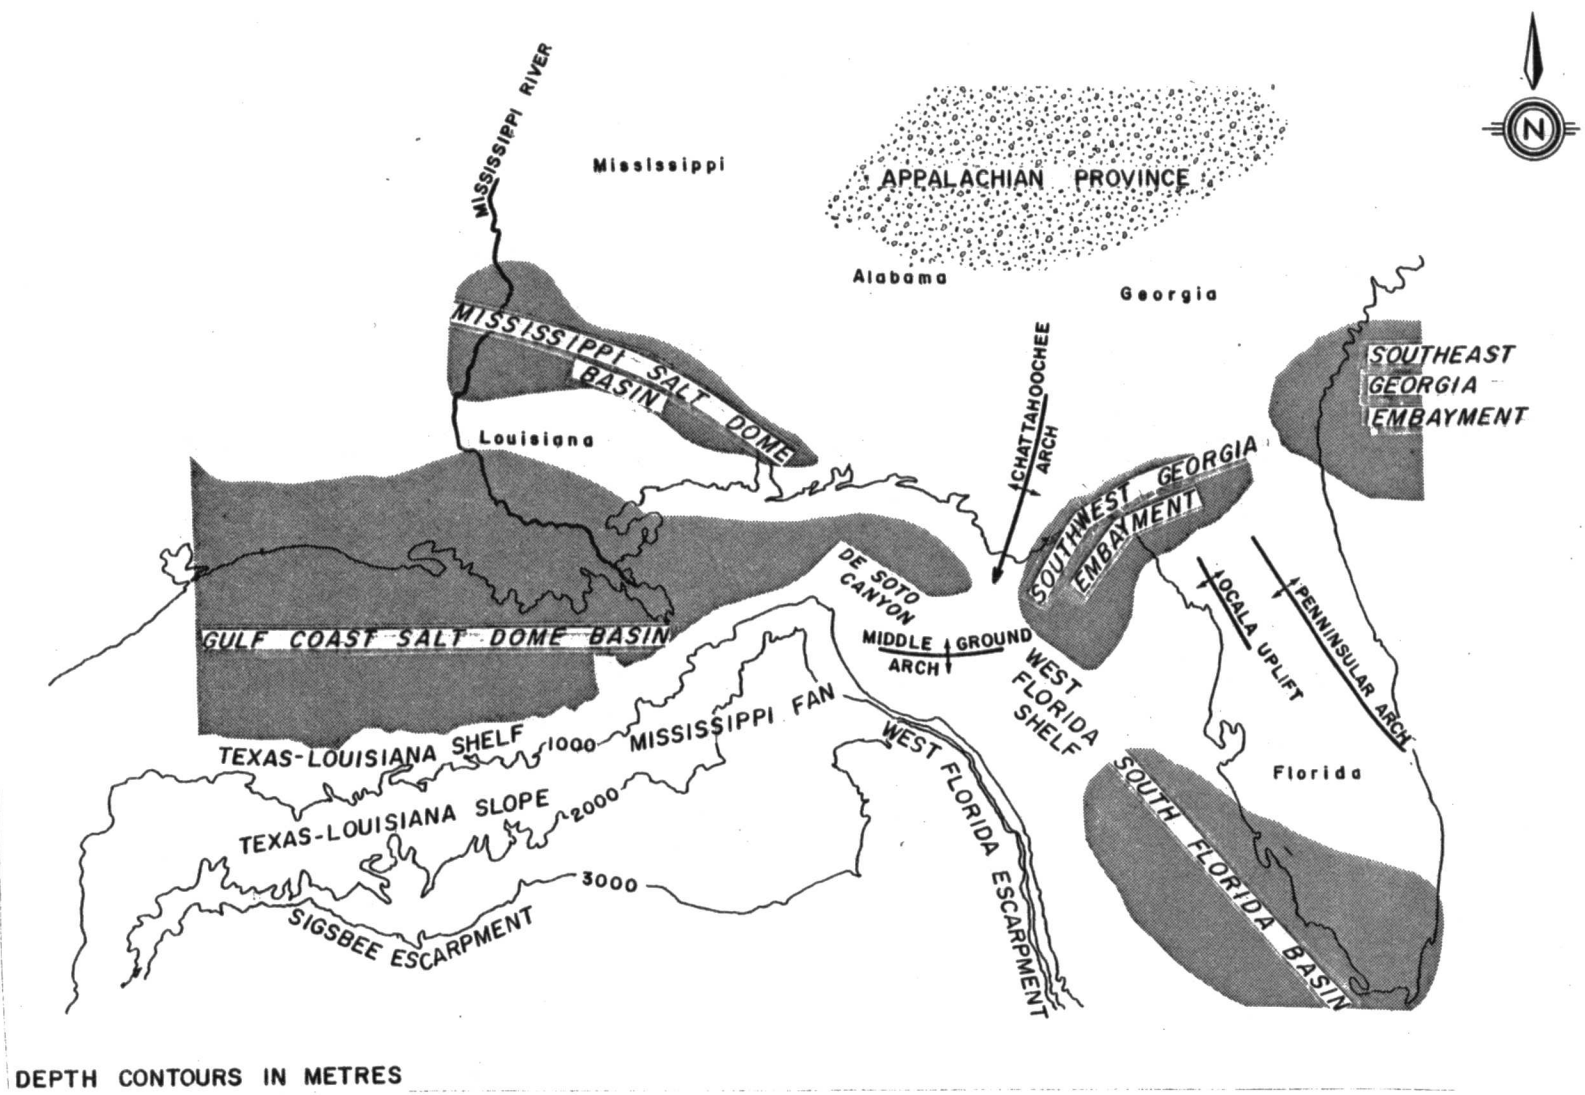 N
MISSISSIPPI RIVER
Mississippi
APPALACHIAN PROVINCE
Alabama
Georgia
MISSISSIPPI SALT DOME
BASIN
Louisiana
CHATTAHOOCHEE
ARCH
SOUTHEAST
GEORGIA
EMBAYMENT
SOUTHWEST GEORGIA
EMBAYMENT
DE SOTO
CANYON
GULF COAST SALT DOME BASIN
MIDDLE GROUND
ARCH
OCALA UPLIFT
PENNINSULAR ARCH
WEST
FLORIDA
SHELF
TEXAS-LOUISIANA SHELF
1000
MISSISSIPPI FAN
WEST FLORIDA ESCARPMENT
Florida
TEXAS-LOUISIANA SLOPE
2000
SOUTH FLORIDA BASIN
3000
SIGSBEE ESCARPMENT
DEPTH CONTOURS IN METRES